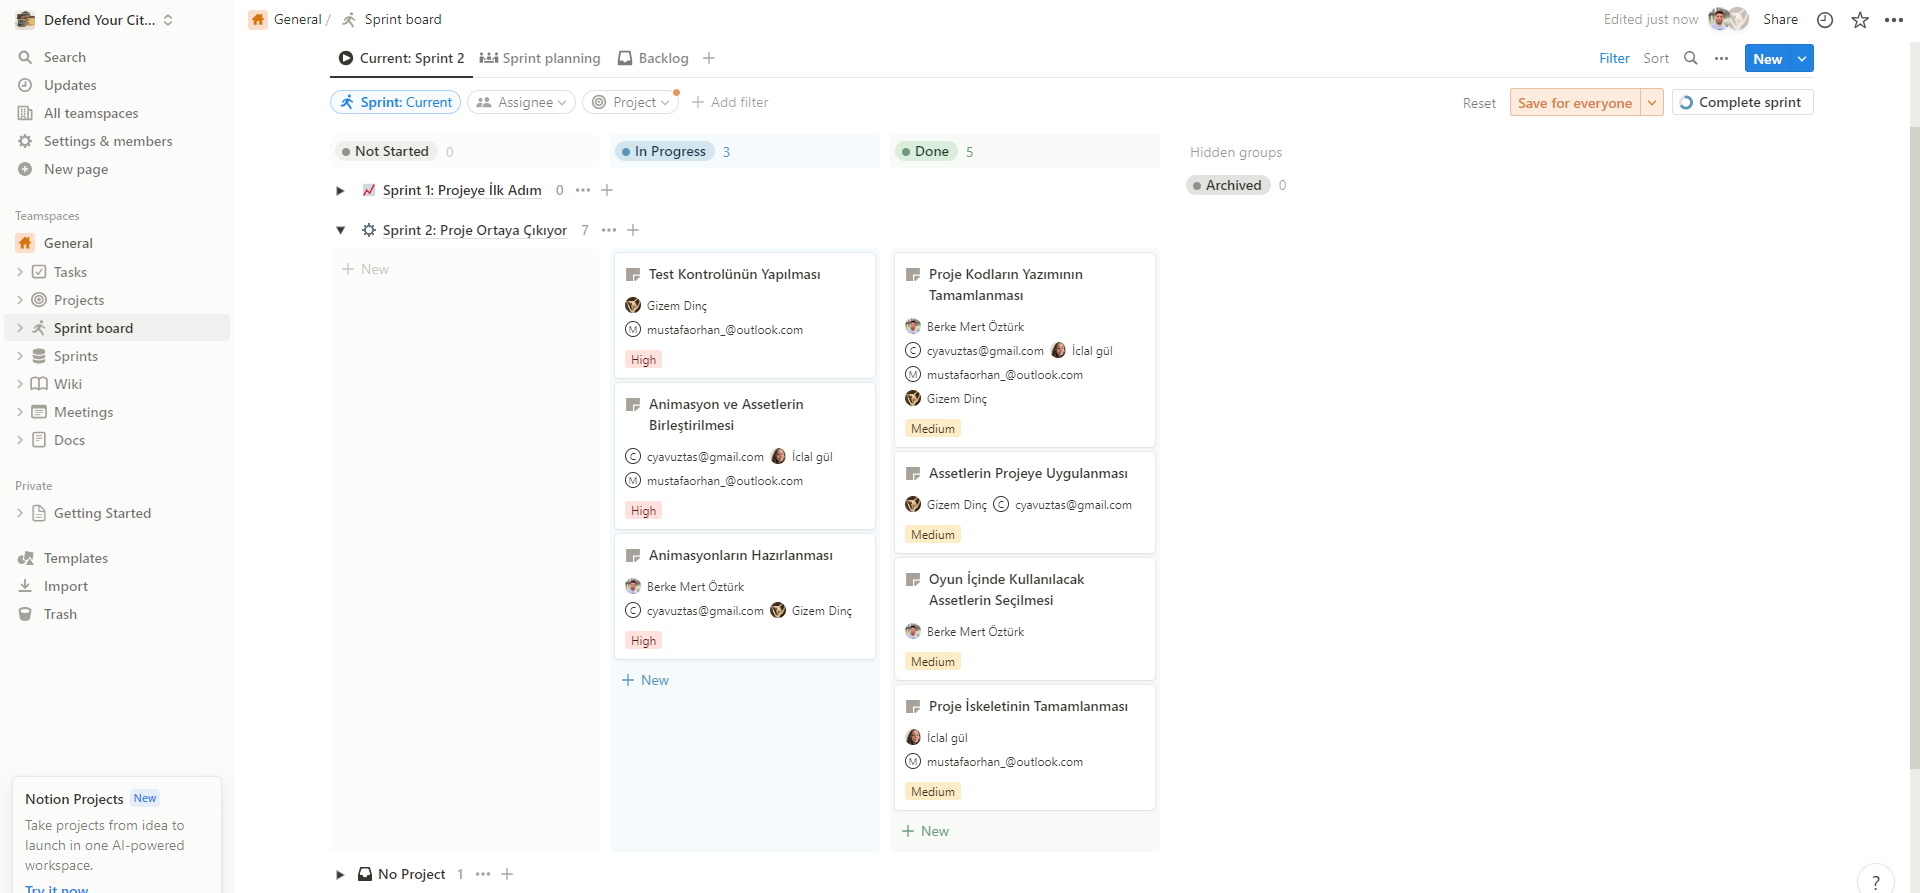 Defend Your Cit...
Search
Updates
All teamspaces
Settings & members
New page
Teamspaces
General
Tasks
Projects
Sprint board
Sprints
Wiki
Meetings
Docs
Private
Getting Started
Templates
Import
Trash
Notion Projects New
Take projects from idea to
launch in one AI-powered
workspace.
Try it now
General / Sprint board
Edited just now Share
Current: Sprint 2 Sprint planning Backlog
Filter Sort New
Sprint: Current Assignee Project Add filter
Reset Save for everyone Complete sprint
Not Started 0 In Progress 3 Done 5
Hidden groups
Archived 0
Sprint 1: Projeye İlk Adım 0
Sprint 2: Proje Ortaya Çıkıyor 7
New
Test Kontrolünün Yapılması
Gizem Dinç
M mustafaorhan_@outlook.com
High
Animasyon ve Assetlerin
Birleştirilmesi
C cyavuztas@gmail.com İclal gül
M mustafaorhan_@outlook.com
High
Animasyonların Hazırlanması
Berke Mert Öztürk
C cyavuztas@gmail.com Gizem Dinç
High
New
Proje Kodların Yazımının
Tamamlanması
Berke Mert Öztürk
C cyavuztas@gmail.com İclal gül
M mustafaorhan_@outlook.com
Gizem Dinç
Medium
Assetlerin Projeye Uygulanması
Gizem Dinç C cyavuztas@gmail.com
Medium
Oyun İçinde Kullanılacak
Assetlerin Seçilmesi
Berke Mert Öztürk
Medium
Proje İskeletinin Tamamlanması
İclal gül
M mustafaorhan_@outlook.com
Medium
New
No Project 1
?